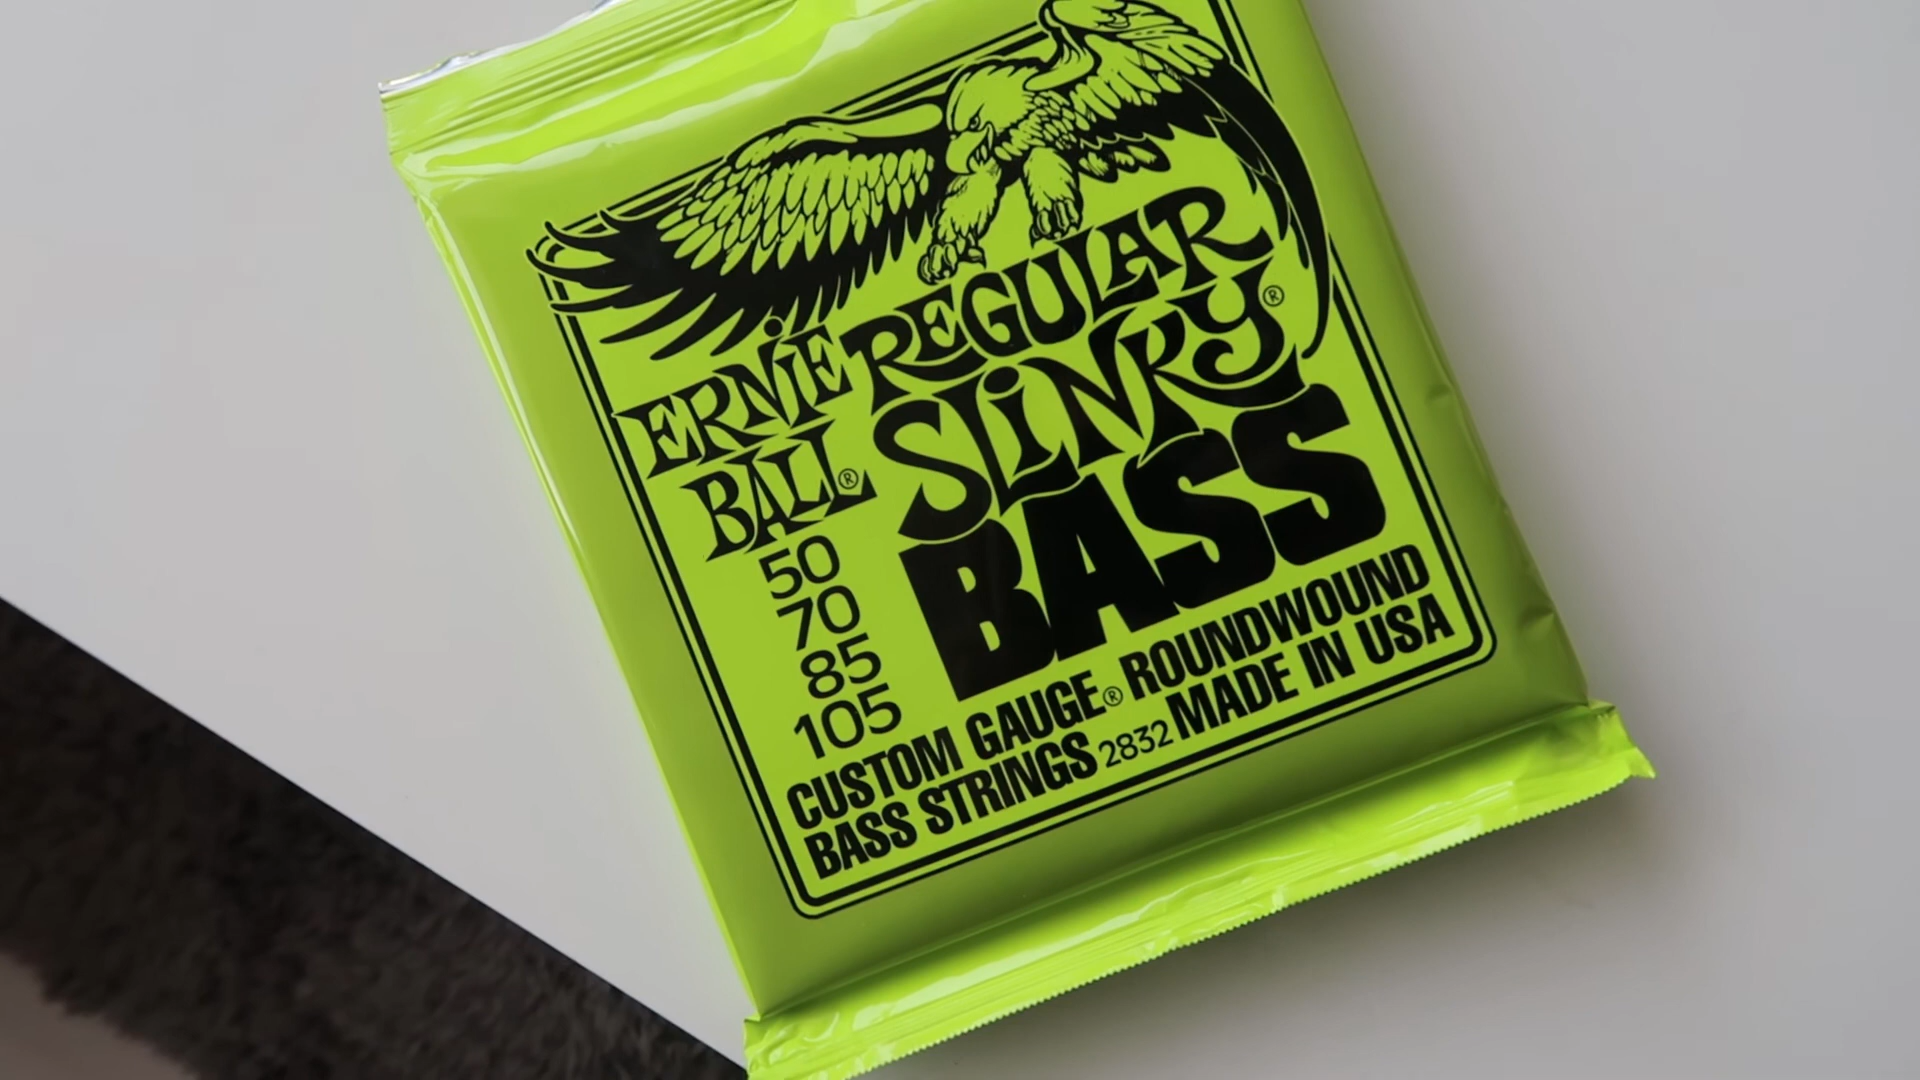 ERNIE BALL®
REGULAR
SLINKY®
BASS
50
70
85
105
CUSTOM GAUGE® ROUNDWOUND
BASS STRINGS 2832 MADE IN USA